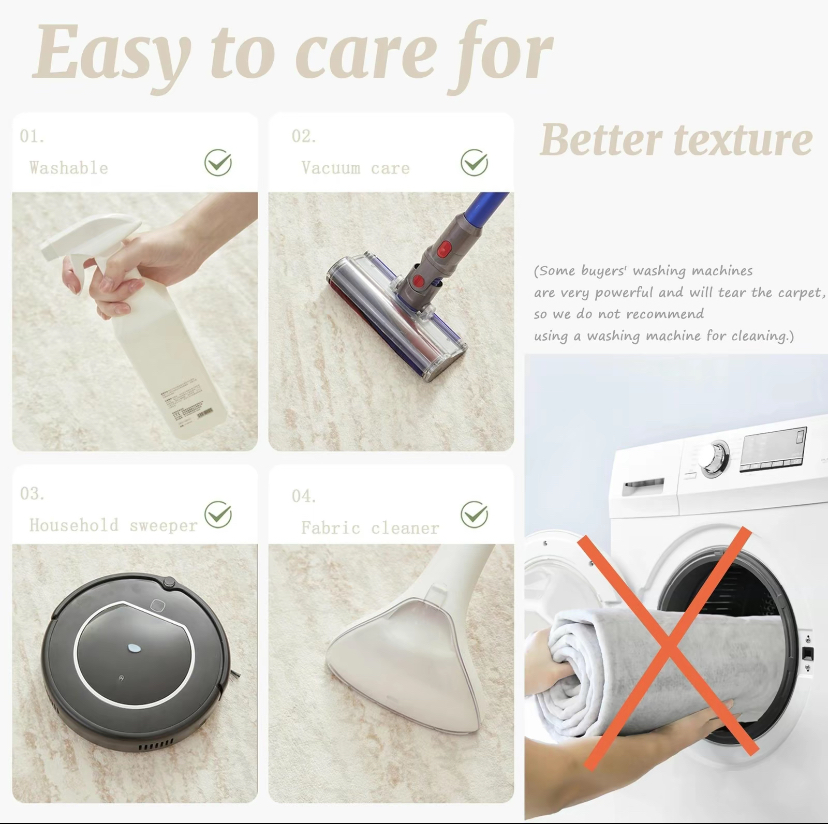 Easy to care for
Better texture
01.
Washable
02.
Vacuum care
(Some buyers' washing machines
are very powerful and will tear the carpet,
so we do not recommend
using a washing machine for cleaning.)
03.
Household sweeper
04.
Fabric cleaner